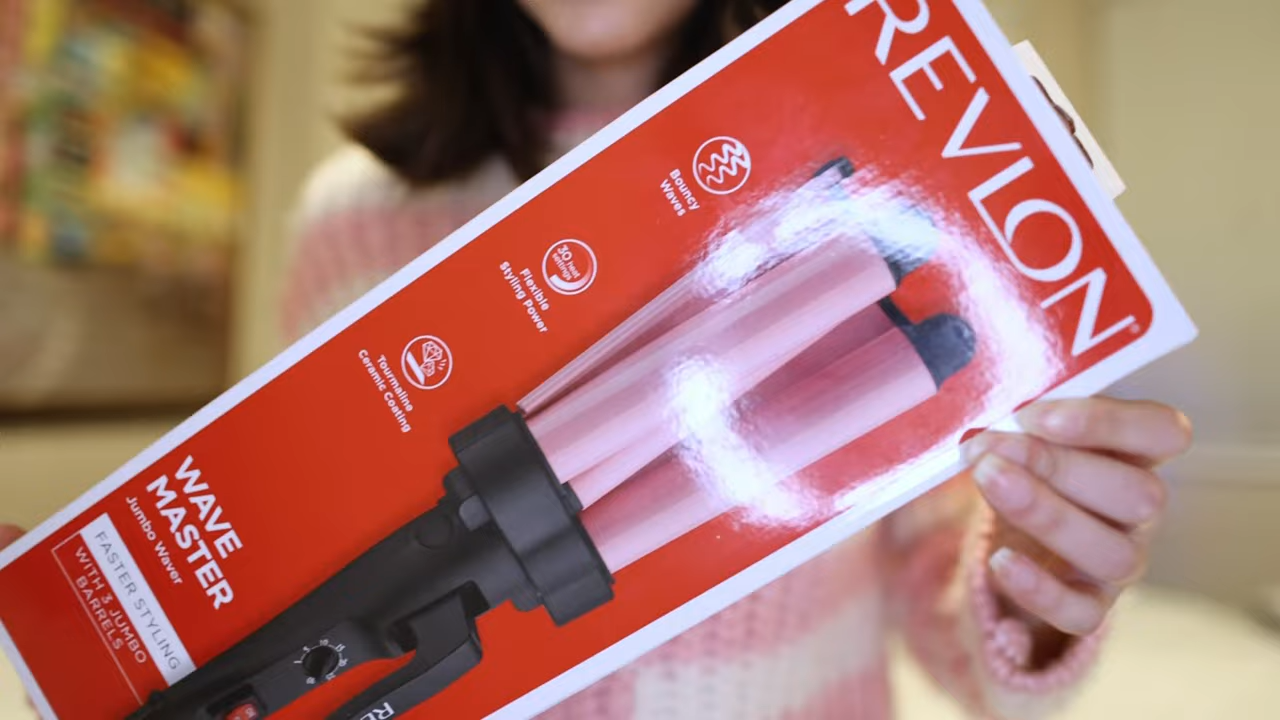 REVLON®
Bouncy
Waves
30 heat
settings
Flexible
Styling Power
Tourmaline
Ceramic Coating
WAVE
MASTER
Jumbo Waver
FASTER STYLING
WITH 3 JUMBO
BARRELS